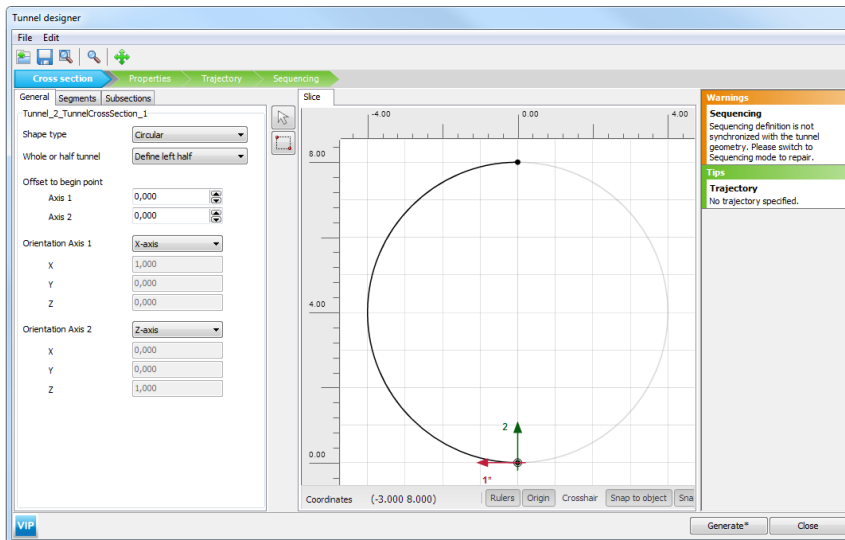 Tunnel designer
File Edit
Cross section Properties Trajectory Sequencing
General Segments Subsections
Tunnel_2_TunnelCrossSection_1
Shape type Circular
Whole or half tunnel Define left half
Offset to begin point
Axis 1 0,000
Axis 2 0,000
Orientation Axis 1 X-axis
X 1,000
Y 0,000
Z 0,000
Orientation Axis 2 Z-axis
X 0,000
Y 0,000
Z 1,000
Slice
-4.00 0.00 4.00
8.00
4.00
0.00
2
1*
Coordinates (-3.000 8.000) Rulers Origin Crosshair Snap to object Sna
Warnings
Sequencing
Sequencing definition is not
synchronized with the tunnel
geometry. Please switch to
Sequencing mode to repair.
Tips
Trajectory
No trajectory specified.
VIP Generate* Close